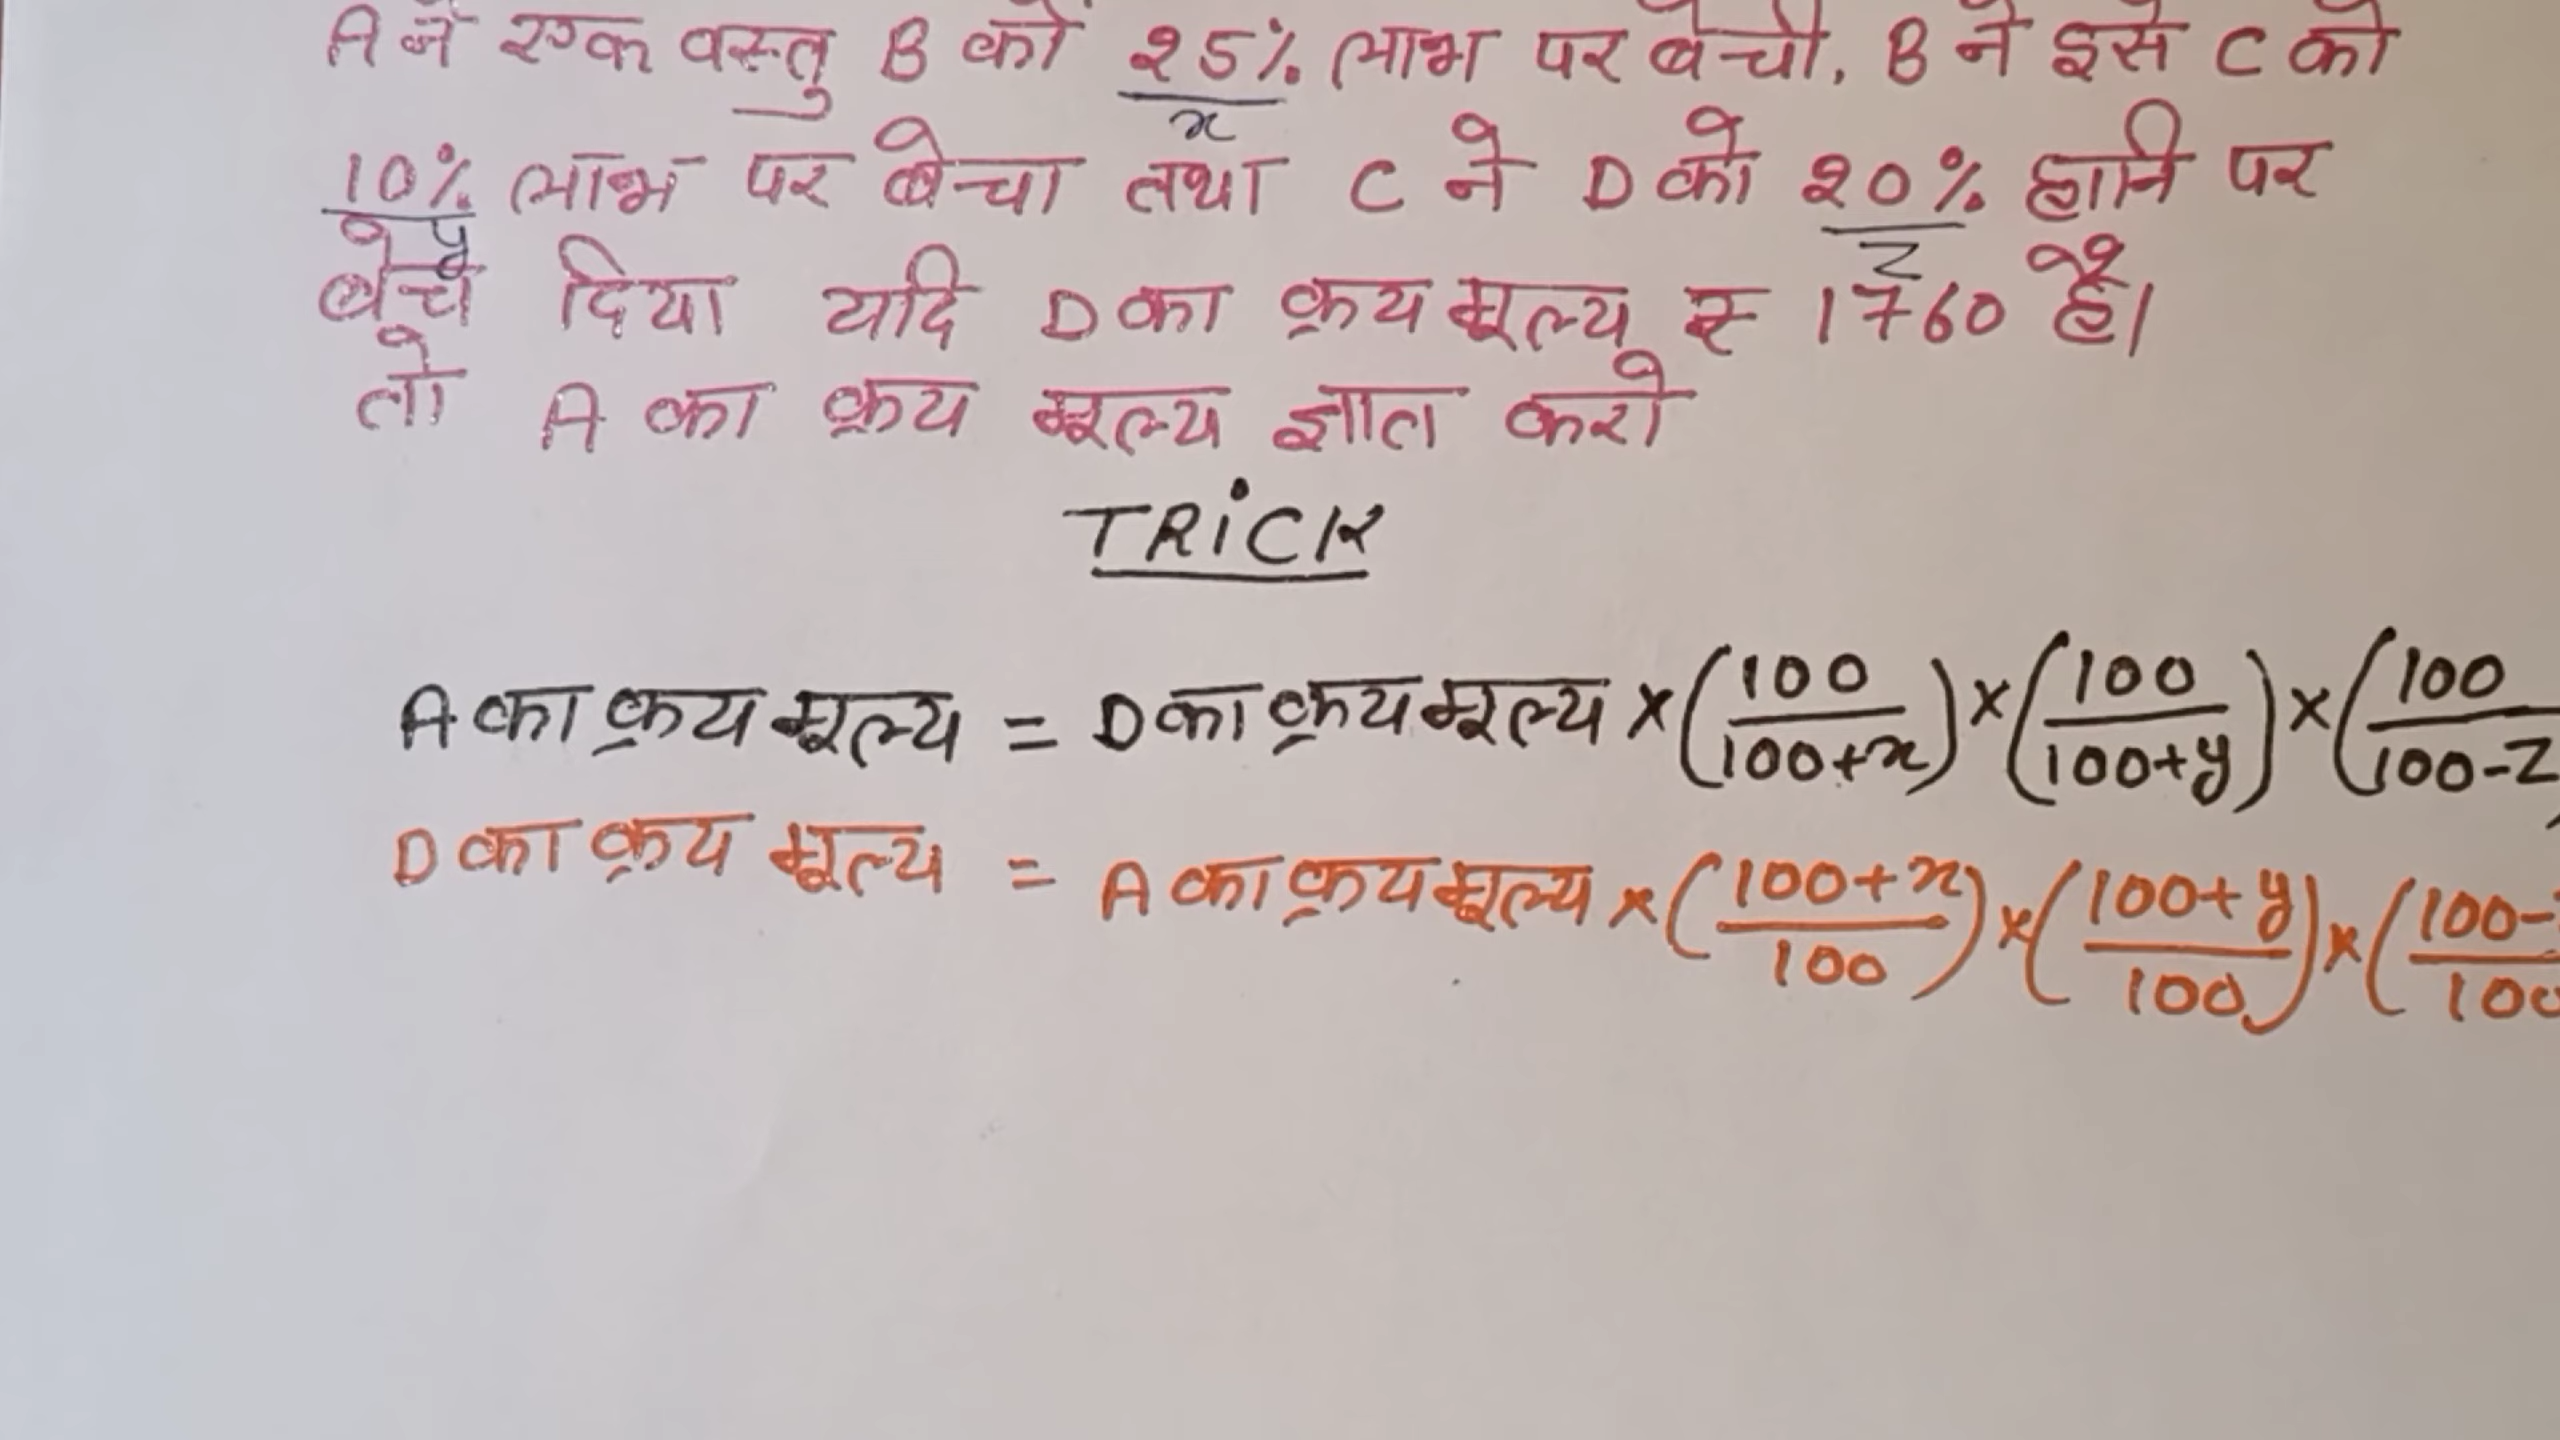 A ने एक वस्तु B को 25% लाभ पर बेची, B ने इसे C को
x
10% लाभ पर बेचा तथा C ने D को 20% हानि पर
y z
बेच दिया यदि D का क्रय मूल्य रु 1760 है।
तो A का क्रय मूल्य ज्ञात करो
TRiCK
A का क्रय मूल्य = D का क्रय मूल्य × (100/100+x) × (100/100+y) × (100/100-z)
D का क्रय मूल्य = A का क्रय मूल्य × (100+x/100) × (100+y/100) × (100-/100